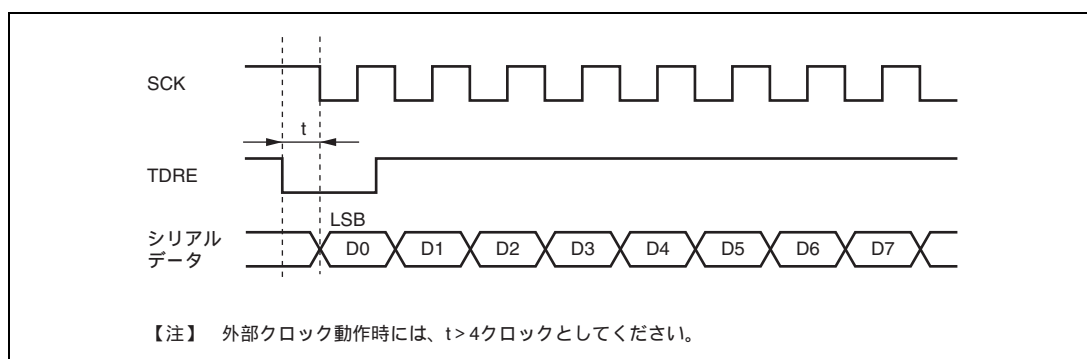 SCK
t
TDRE
LSB
シリアル
データ
D0 D1 D2 D3 D4 D5 D6 D7
【注】 外部クロック動作時には、t>4クロックとしてください。